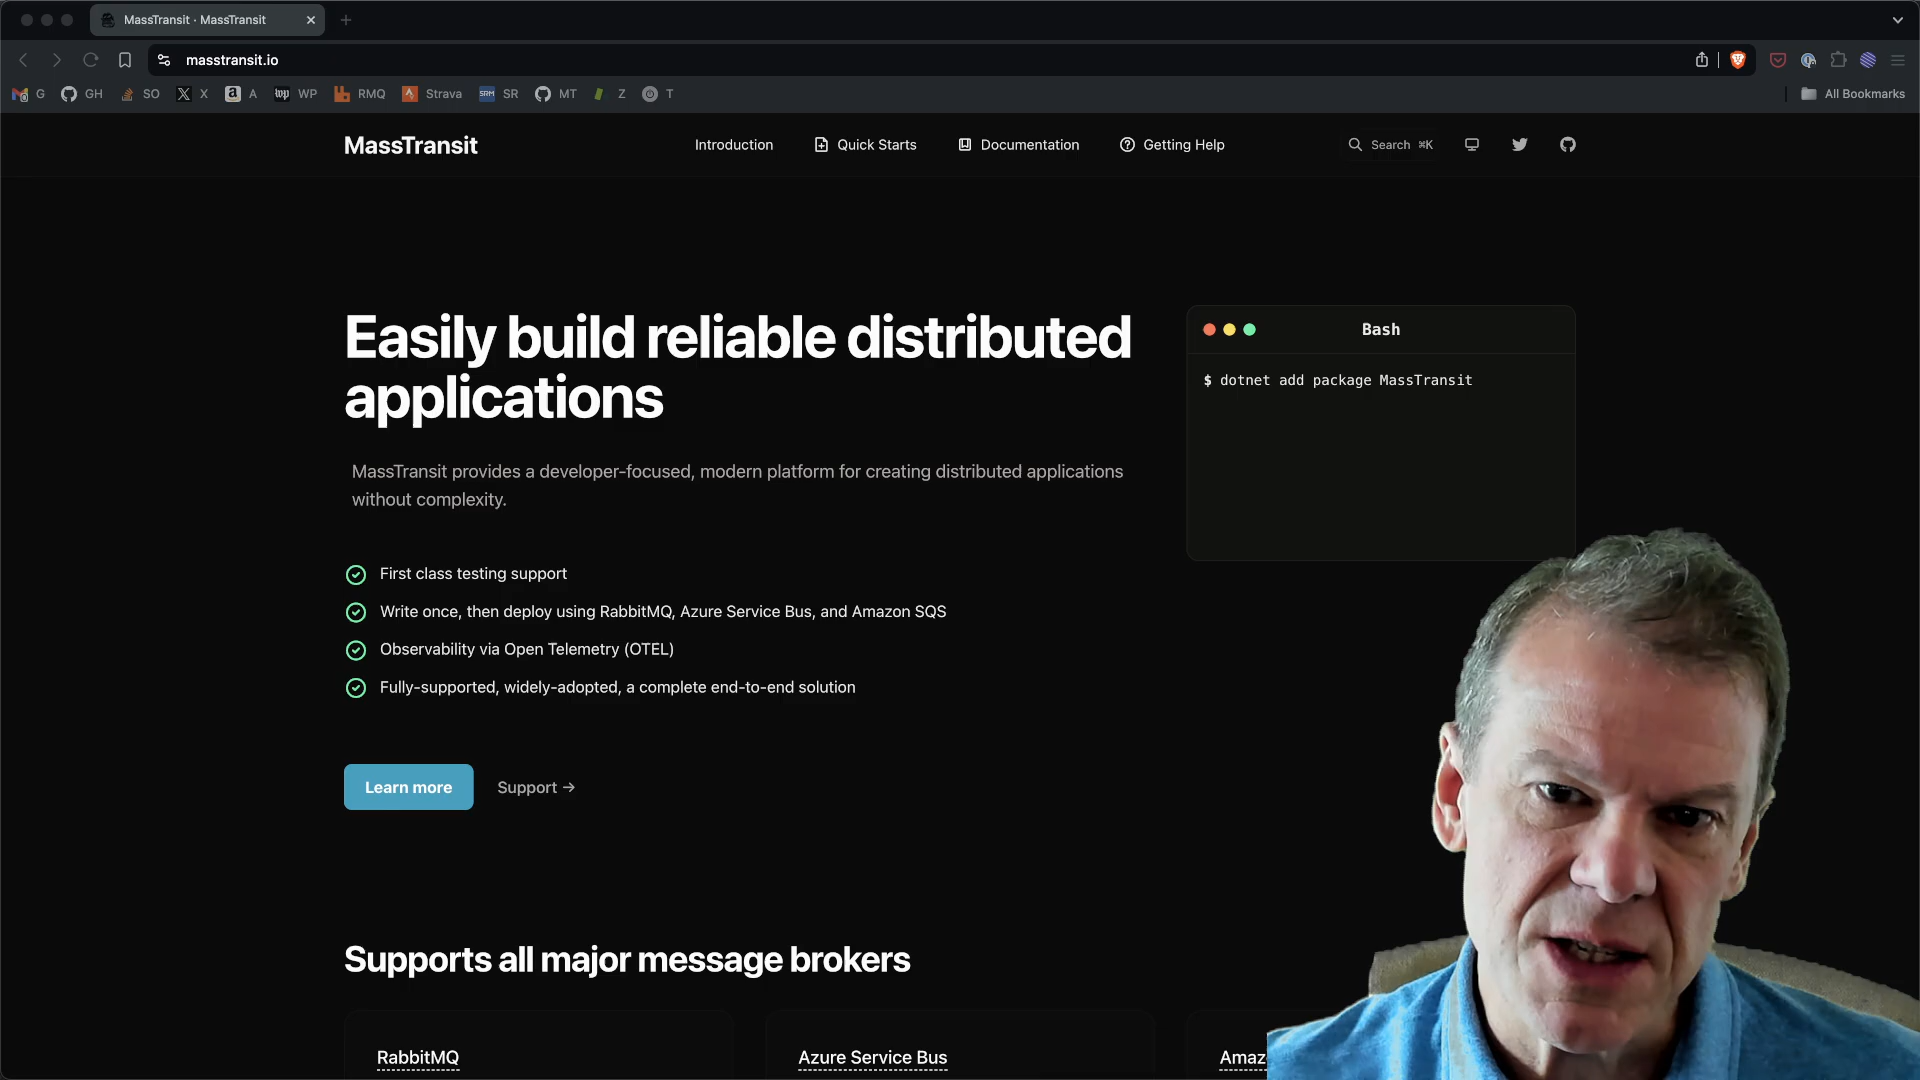 MassTransit · MassTransit
masstransit.io
G GH SO X A WP RMQ Strava SR MT Z T All Bookmarks
MassTransit Introduction Quick Starts Documentation Getting Help Search ⌘K
Easily build reliable distributed
applications
MassTransit provides a developer-focused, modern platform for creating distributed applications
without complexity.
First class testing support
Write once, then deploy using RabbitMQ, Azure Service Bus, and Amazon SQS
Observability via Open Telemetry (OTEL)
Fully-supported, widely-adopted, a complete end-to-end solution
Learn more Support →
Bash
$ dotnet add package MassTransit
Supports all major message brokers
RabbitMQ Azure Service Bus Amaz